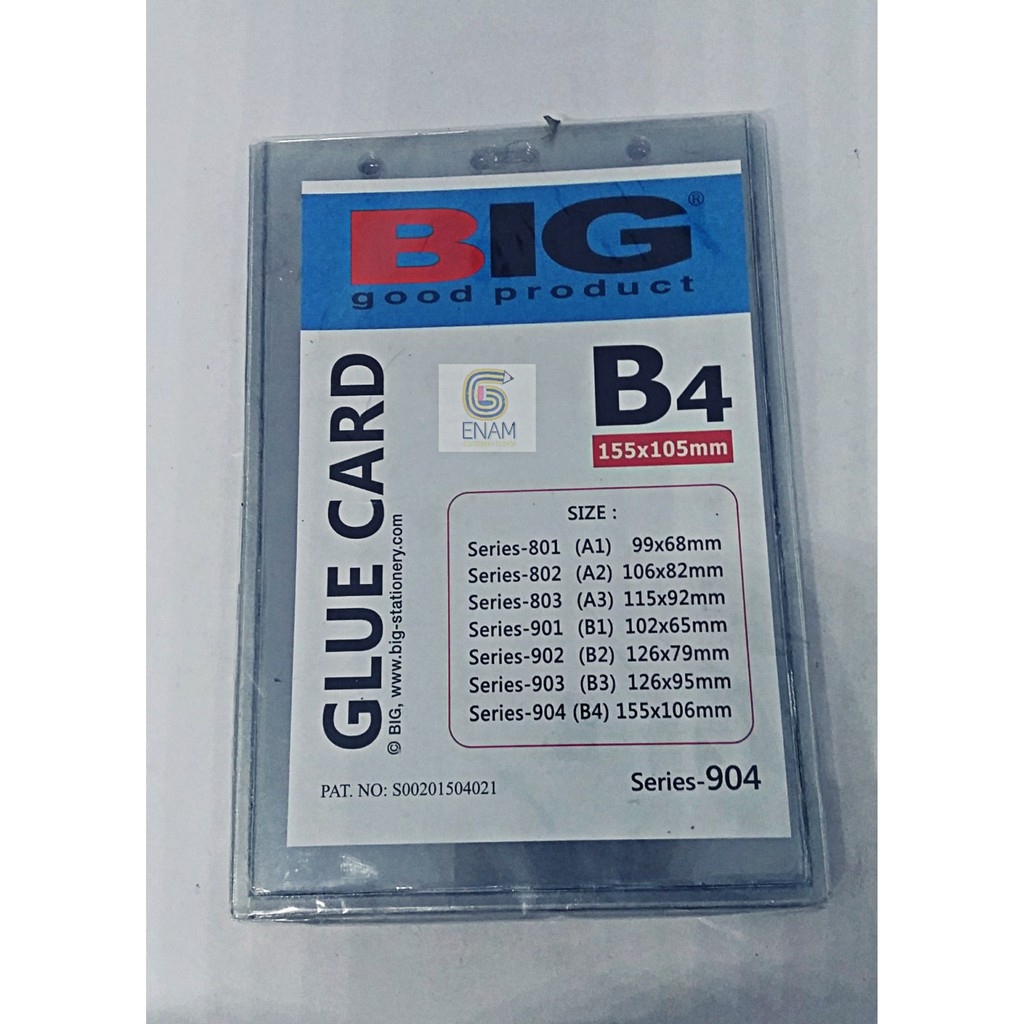 BIG®
good product
GLUE CARD
© BIG, www.big-stationery.com
ENAM
B4
155x105mm
SIZE :
Series-801 (A1) 99x68mm
Series-802 (A2) 106x82mm
Series-803 (A3) 115x92mm
Series-901 (B1) 102x65mm
Series-902 (B2) 126x79mm
Series-903 (B3) 126x95mm
Series-904 (B4) 155x106mm
PAT. NO: S00201504021
Series-904